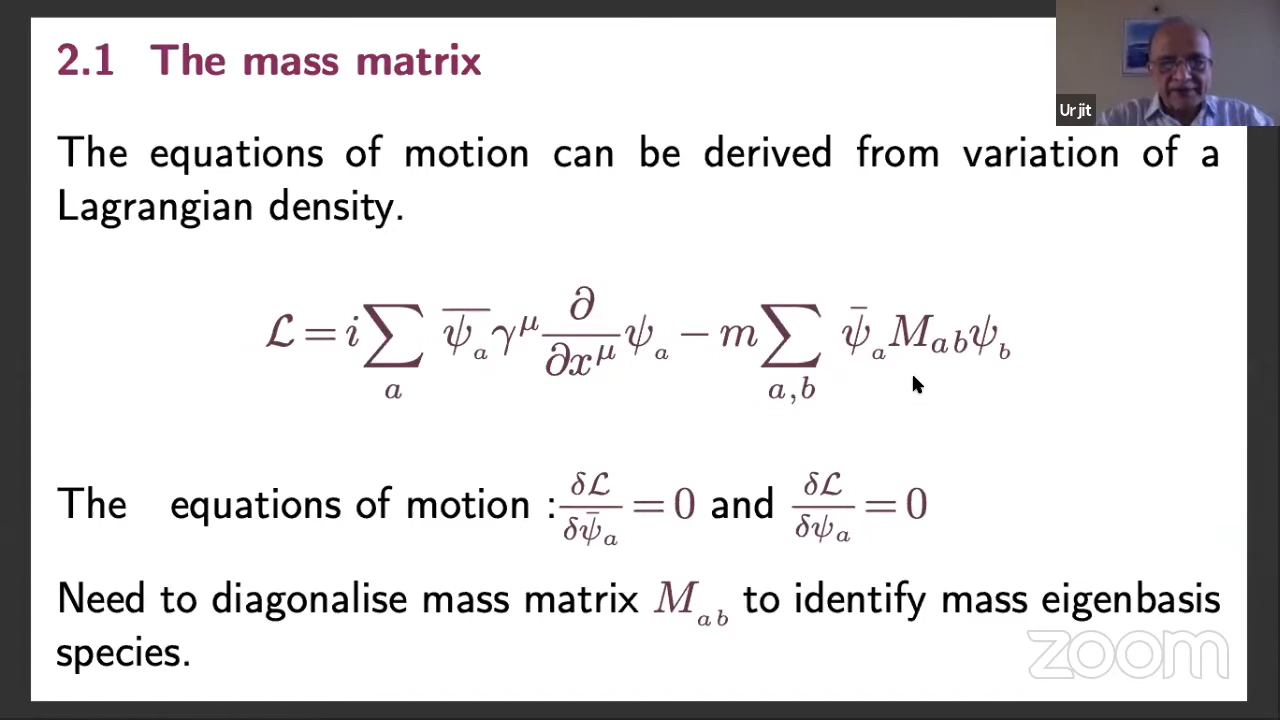 2.1 The mass matrix
Urjit
The equations of motion can be derived from variation of a
Lagrangian density.
ℒ = i ∑_a \overline{ψ_a} γ^μ ∂/∂x^μ ψ_a − m ∑_{a,b} ψ̄_a M_{ab} ψ_b
The equations of motion : δℒ/δψ̄_a = 0 and δℒ/δψ_a = 0
Need to diagonalise mass matrix M_{ab} to identify mass eigenbasis
species.
zoom